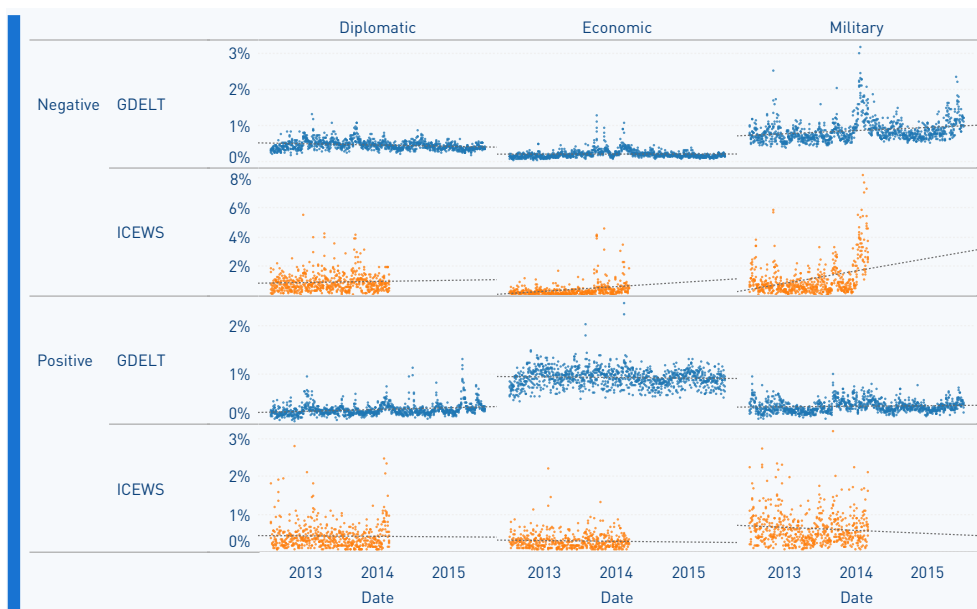 Diplomatic Economic Military
Negative GDELT 3%
2%
1%
0%
ICEWS 8%
6%
4%
2%
Positive GDELT 2%
1%
0%
ICEWS 3%
2%
1%
0%
2013 2014 2015 2013 2014 2015 2013 2014 2015
Date Date Date